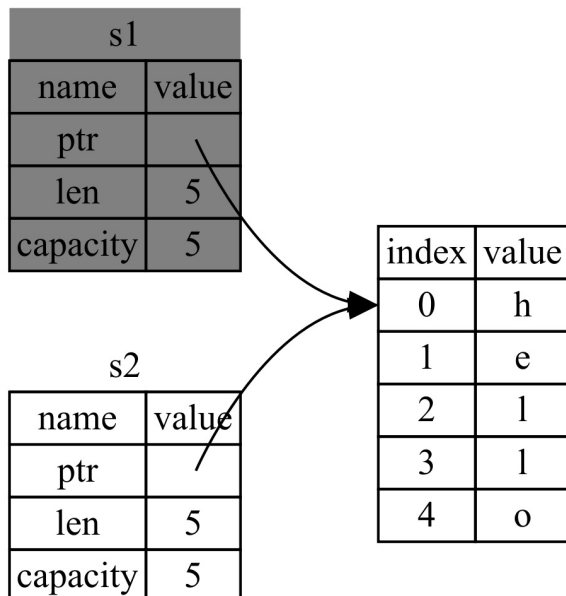 s1
name value
ptr
len 5
capacity 5
s2
name value
ptr
len 5
capacity 5
index value
0 h
1 e
2 l
3 l
4 o